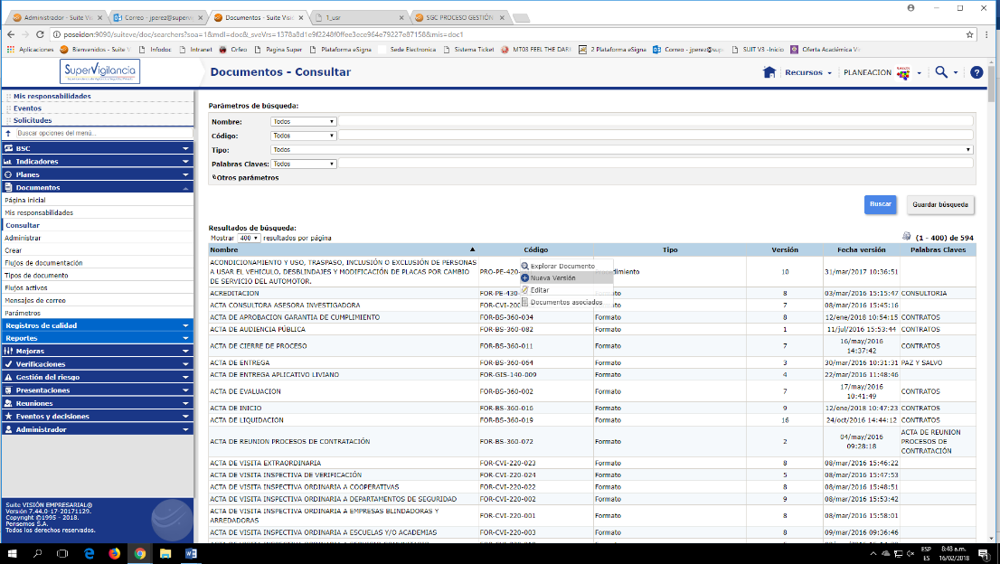 Administrador - Suite VI
Correo - jperez@superv
Documentos - Suite Visi
1_usr
SGC PROCESO GESTIÓN
poseidon:9090/suiteve/doc/searchers?soa=1&mdl=doc&_sveVrs=1378a8d1e9f2248f0ffee3ece964e79227e87158&mis=doc1
Aplicaciones
Bienvenidos - Suite
Infodoc
Intranet
Orfeo
Pagina Super
Plataforma eSigna
Sede Electronica
Sistema Ticket
MT03 FEEL THE DARK
2 Plataforma eSigna
Correo - jperez@sup
SUIT V3 -Inicio
Oferta Académica
SuperVigilancia
Documentos - Consultar
Recursos
PLANEACION
Mis responsabilidades
Eventos
Solicitudes
Buscar opciones del menú...
BSC
Indicadores
Planes
Documentos
Página inicial
Mis responsabilidades
Consultar
Administrar
Crear
Flujos de documentación
Tipos de documento
Flujos activos
Mensajes de correo
Parámetros
Registros de calidad
Reportes
Mejoras
Verificaciones
Gestión del riesgo
Presentaciones
Reuniones
Eventos y decisiones
Administrador
Suite VISIÓN EMPRESARIAL®
Versión 7.44.0-17-20171129.
Copyright ©1995 - 2018.
Pensemos S.A.
Todos los derechos reservados.
Parámetros de búsqueda:
Nombre: Todos
Código: Todos
Tipo: Todos
Palabras Claves: Todos
Otros parámetros
Buscar
Guardar búsqueda
Resultados de búsqueda:
Mostrar 400 resultados por página
(1 - 400) de 594
Nombre Código Tipo Versión Fecha versión Palabras Claves
ACONDICIONAMIENTO Y USO, TRASPASO, INCLUSIÓN O EXCLUSIÓN DE PERSONAS
A USAR EL VEHICULO, DESBLINDAJES Y MODIFICACIÓN DE PLACAS POR CAMBIO PRO-PE-420- dimiento 10 31/mar/2017 10:36:51
DE SERVICIO DEL AUTOMOTOR.
Explorar Documento
Nueva Versión
Editar
Documentos asociados
ACREDITACION FOR-PE-430- 8 03/mar/2016 15:15:47 CONSULTORIA
ACTA CONSULTORA ASESORA INVESTIGADORA FOR-CVI-200 7 08/mar/2016 15:45:16
ACTA DE APROBACION GARANTIA DE CUMPLIMIENTO FOR-BS-360-034 Formato 8 12/ene/2018 10:54:15 CONTRATOS
ACTA DE AUDIENCIA PÚBLICA FOR-BS-360-082 Formato 1 11/jul/2016 15:53:44 CONTRATOS
ACTA DE CIERRE DE PROCESO FOR-BS-360-011 Formato 7 16/may/2016 14:37:42 CONTRATOS
ACTA DE ENTREGA FOR-BS-360-064 Formato 3 30/mar/2016 10:31:31 PAZ Y SALVO
ACTA DE ENTREGA APLICATIVO LIVIANO FOR-GIS-140-009 Formato 4 22/mar/2016 11:48:46
ACTA DE EVALUACION FOR-BS-360-002 Formato 7 17/may/2016 10:41:49 CONTRATOS
ACTA DE INICIO FOR-BS-360-016 Formato 9 12/ene/2018 10:47:23 CONTRATOS
ACTA DE LIQUIDACION FOR-BS-360-019 Formato 16 24/oct/2016 14:44:12 CONTRATOS
ACTA DE REUNION PROCESOS DE CONTRATACIÓN FOR-BS-360-072 Formato 2 04/may/2016 09:28:18 ACTA DE REUNION PROCESOS DE CONTRATACIÓN
ACTA DE VISITA EXTRAORDINARIA FOR-CVI-220-023 Formato 8 08/mar/2016 15:46:22
ACTA DE VISITA INSPECTIVA DE VERIFICACIÓN FOR-CVI-220-024 Formato 5 08/mar/2016 15:47:53
ACTA DE VISITA INSPECTIVA ORDINARIA A COOPERATIVAS FOR-CVI-220-022 Formato 8 08/mar/2016 15:48:51
ACTA DE VISITA INSPECTIVA ORDINARIA A DEPARTAMENTOS DE SEGURIDAD FOR-CVI-220-002 Formato 9 08/mar/2016 15:53:42
ACTA DE VISITA INSPECTIVA ORDINARIA A EMPRESAS BLINDADORAS Y
ARRENDADORAS FOR-CVI-220-001 Formato 8 08/mar/2016 15:58:01
ACTA DE VISITA INSPECTIVA ORDINARIA A ESCUELAS Y/O ACADEMIAS FOR-CVI-220-003 Formato 8 09/mar/2016 09:36:46
ESP
ES
8:48 a.m.
16/02/2018